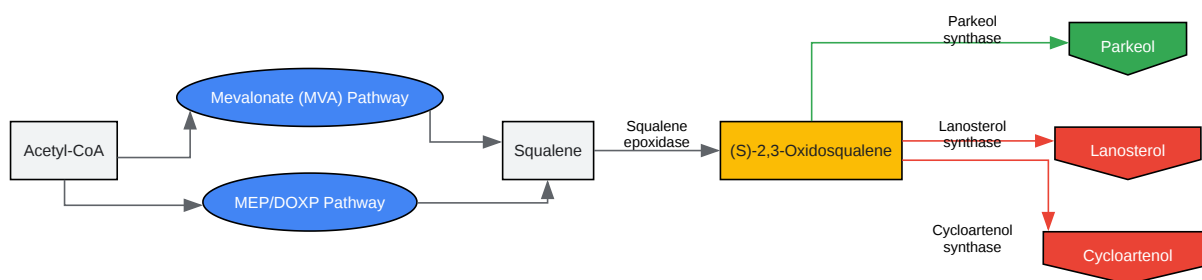 Acetyl-CoA
Mevalonate (MVA) Pathway
MEP/DOXP Pathway
Squalene
Squalene
epoxidase
(S)-2,3-Oxidosqualene
Parkeol
synthase
Parkeol
Lanosterol
synthase
Lanosterol
Cycloartenol
synthase
Cycloartenol